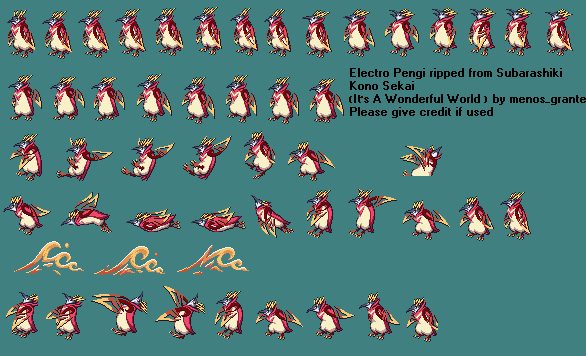 Electro Pengi ripped from Subarashiki
Kono Sekai
(It's A Wonderful World ) by menos_grante
Please give credit if used